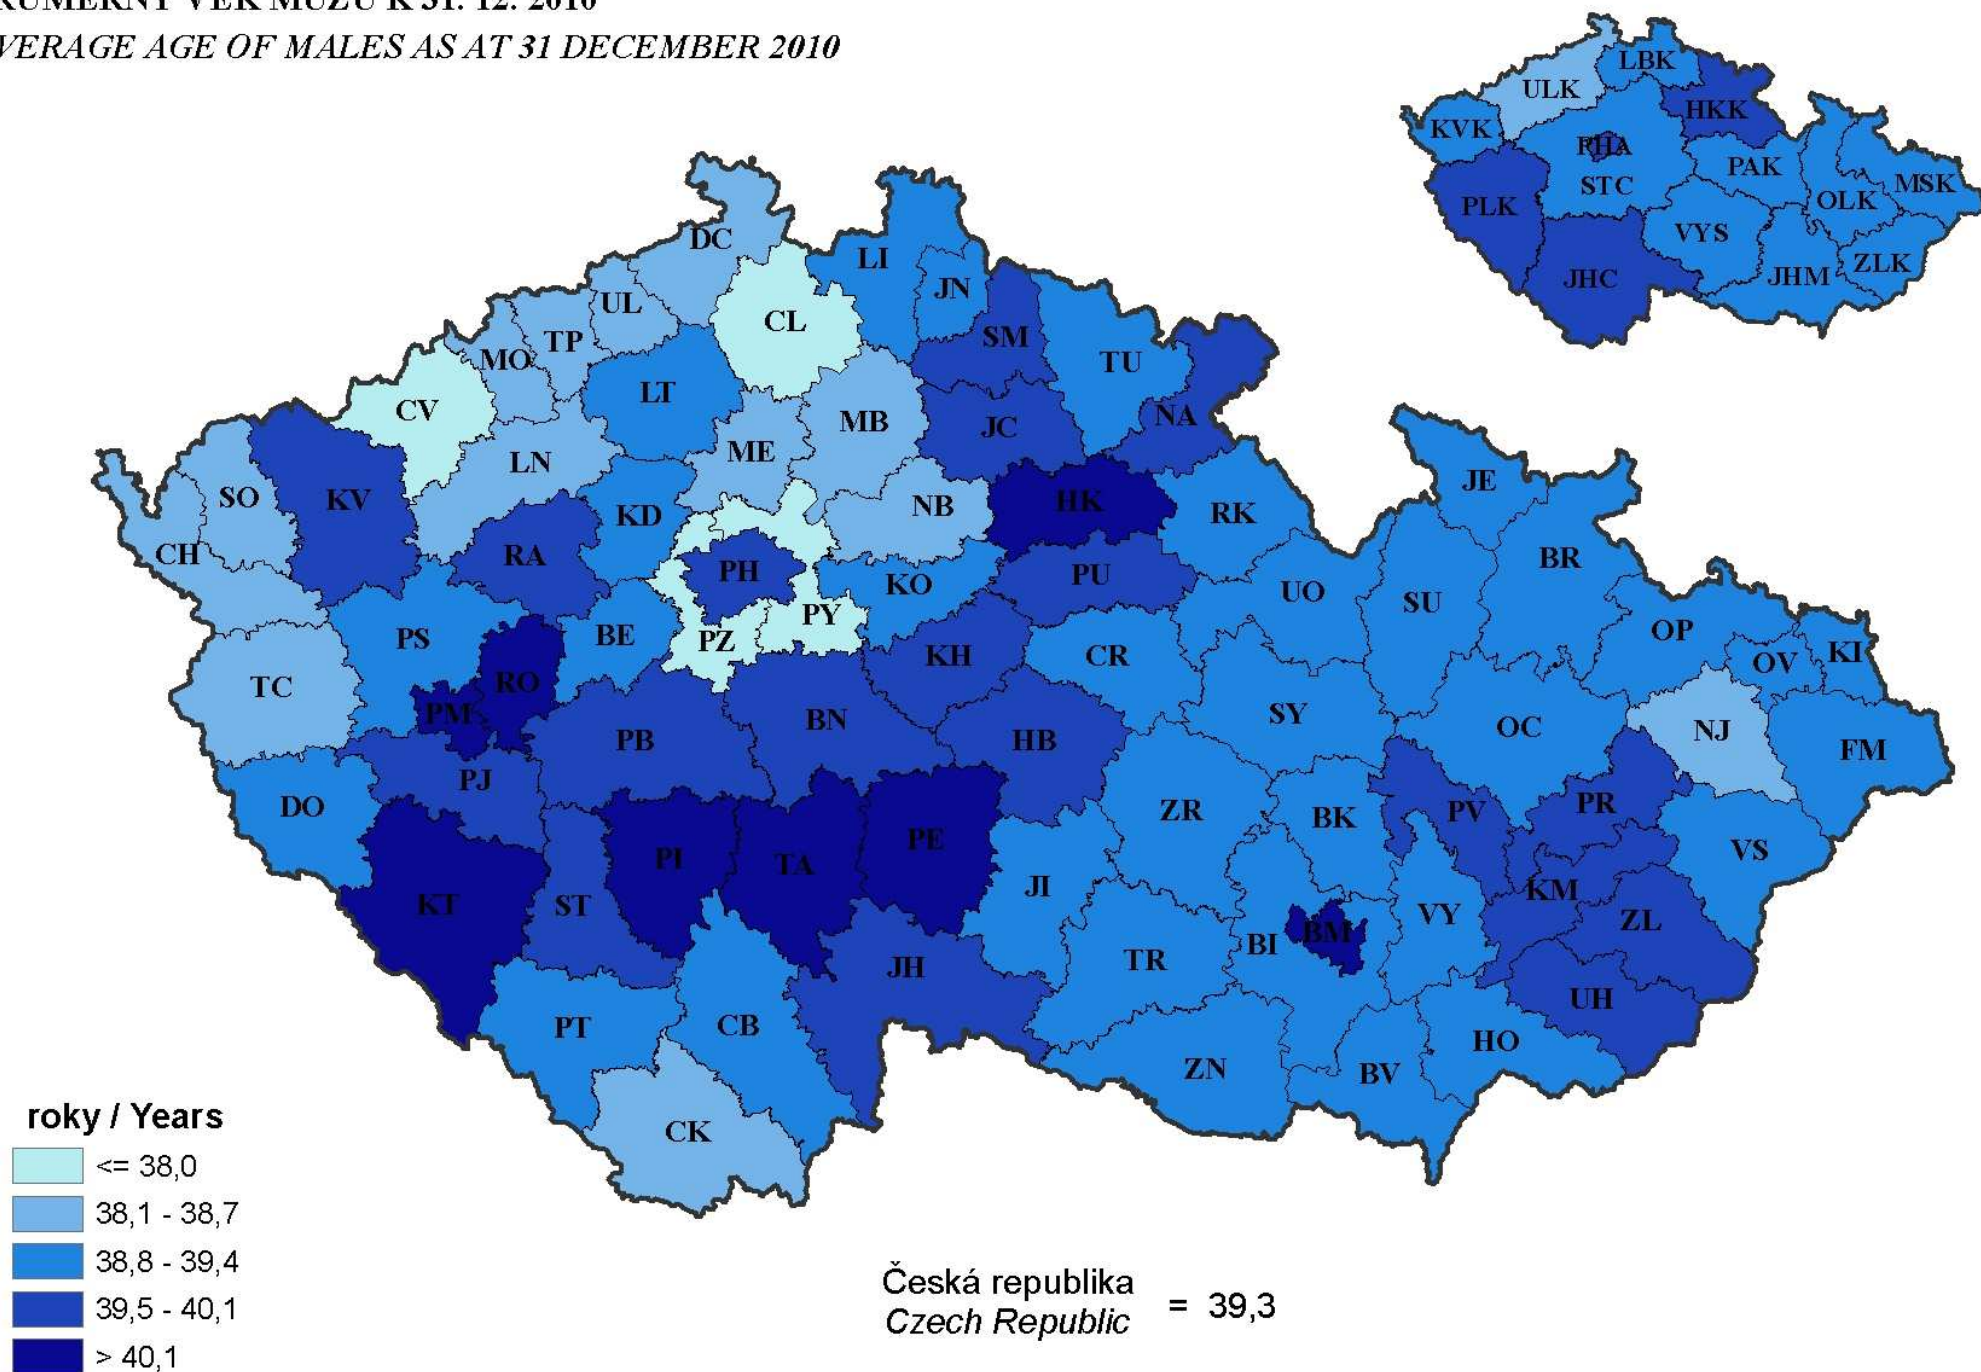 RŮMĚRNÝ VĚK MUŽŮ K 31. 12. 2010
VERAGE AGE OF MALES AS AT 31 DECEMBER 2010
LBK
ULK
HKK
KVK
PHA
PAK
STC
MSK
OLK
PLK
VYS
ZLK
JHC
JHM
DC
LI
JN
UL
CL
SM
TP
MO
TU
LT
CV
MB
JC
NA
ME
LN
JE
SO
KV
NB
HK
KD
RK
CH
RA
BR
PH
PU
KO
UO
SU
PY
PS
BE
PZ
OP
KH
CR
KI
OV
TC
RO
PM
BN
SY
OC
NJ
PB
HB
FM
PJ
DO
ZR
BK
PV
PR
PE
PI
TA
VS
JI
KM
KT
ST
VY
ZL
BM
BI
TR
JH
UH
PT
CB
HO
ZN
BV
CK
roky / Years
<= 38,0
38,1 - 38,7
38,8 - 39,4
39,5 - 40,1
> 40,1
Česká republika
Czech Republic
= 39,3